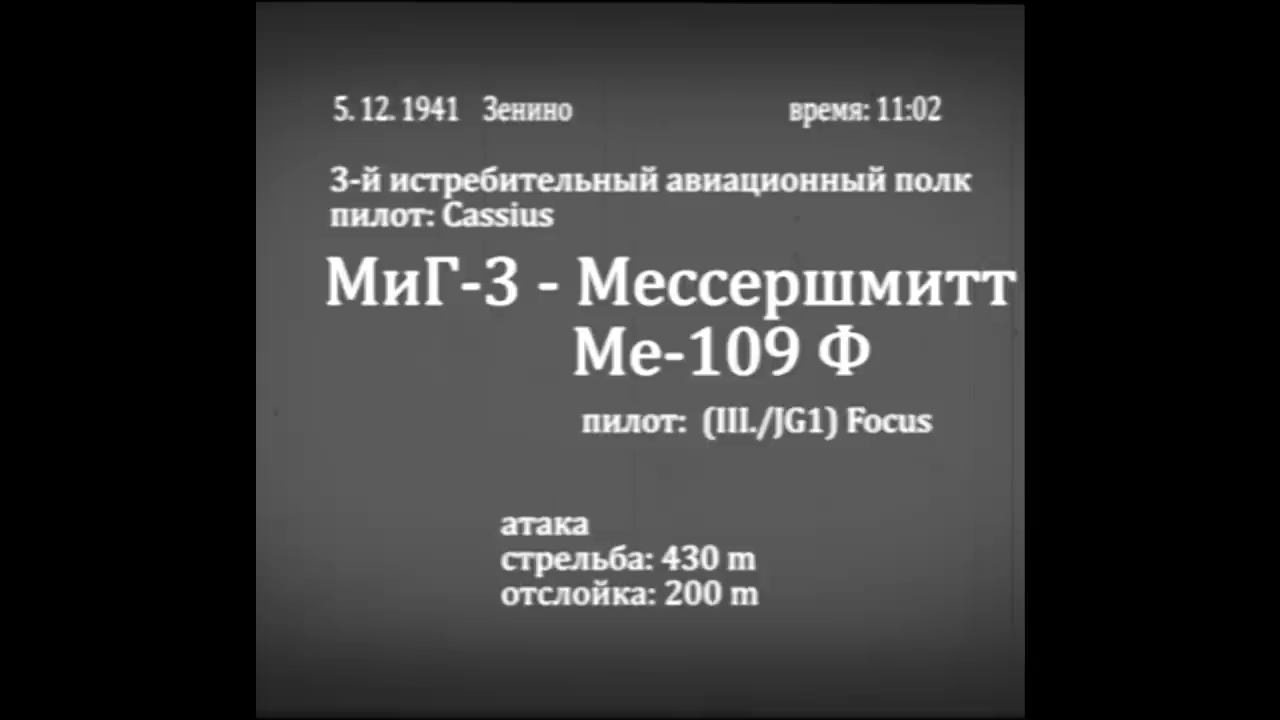 5. 12. 1941 Зенино время: 11:02
3-й истребительный авиационный полк
пилот: Cassius
МиГ-3 - Мессершмитт
Ме-109 Ф
пилот: (III./JG1) Focus
атака
стрельба: 430 m
отслойка: 200 m